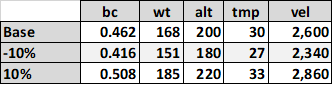 bc wt alt tmp vel
Base 0.462 168 200 30 2,600
-10% 0.416 151 180 27 2,340
10% 0.508 185 220 33 2,860